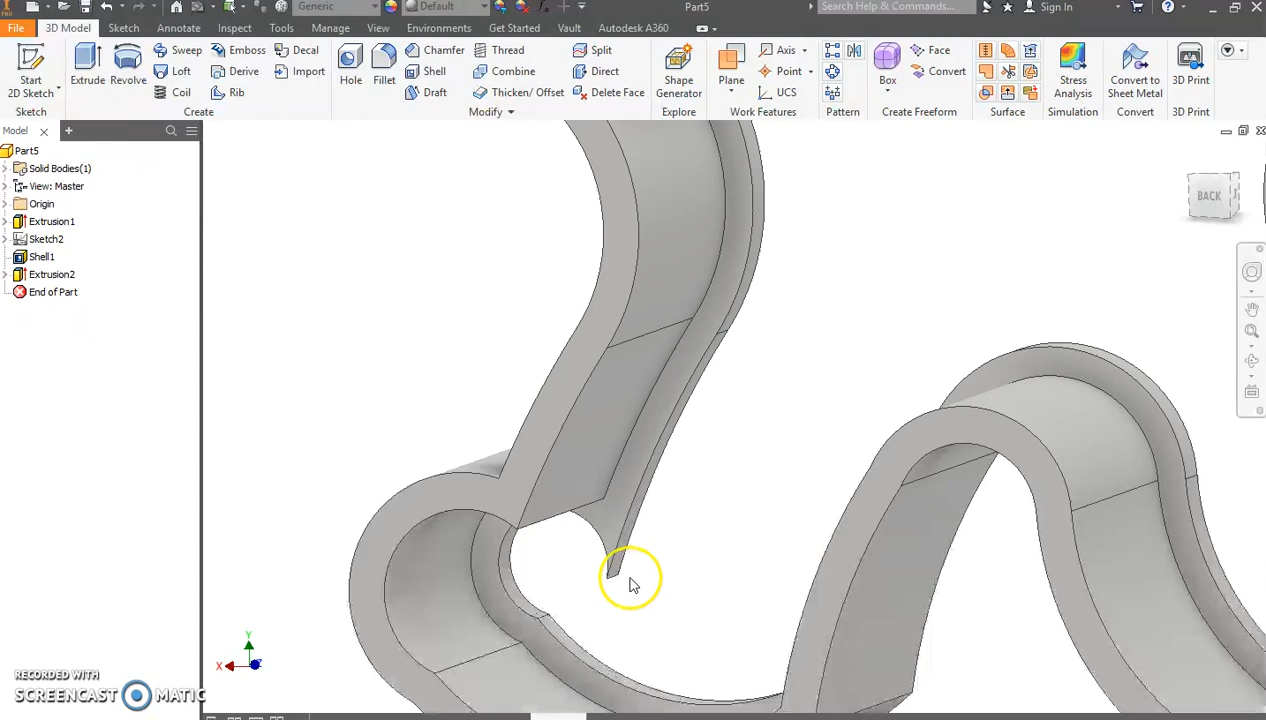 PRO
Generic
Default
Part5
Search Help & Commands...
Sign In
File
3D Model
Sketch
Annotate
Inspect
Tools
Manage
View
Environments
Get Started
Vault
Autodesk A360
Start
2D Sketch
Extrude
Revolve
Sweep
Loft
Coil
Emboss
Derive
Rib
Decal
Import
Hole
Fillet
Chamfer
Shell
Draft
Thread
Combine
Thicken/ Offset
Split
Direct
Delete Face
Shape
Generator
Plane
Axis
Point
UCS
Box
Face
Convert
Stress
Analysis
Convert to
Sheet Metal
3D Print
Sketch
Create
Modify
Explore
Work Features
Pattern
Create Freeform
Surface
Simulation
Convert
3D Print
Model
Part5
Solid Bodies(1)
View: Master
Origin
Extrusion1
Sketch2
Shell1
Extrusion2
End of Part
BACK
Y
X
Z
RECORDED WITH
SCREENCAST MATIC